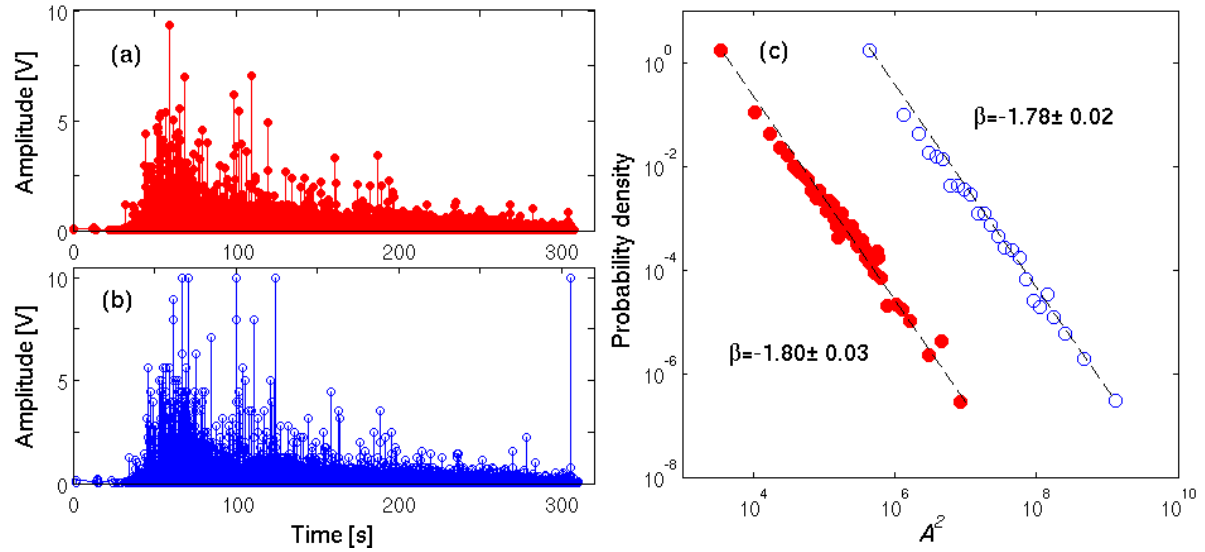 10
(a)
5
Amplitude [V]
0
0
100
200
300
10
(b)
5
Amplitude [V]
0
0
100
200
300
Time [s]
(c)
10^0
β=-1.78± 0.02
10^-2
Probability density
10^-4
β=-1.80± 0.03
10^-6
10^-8
10^4
10^6
10^8
10^10
A^2